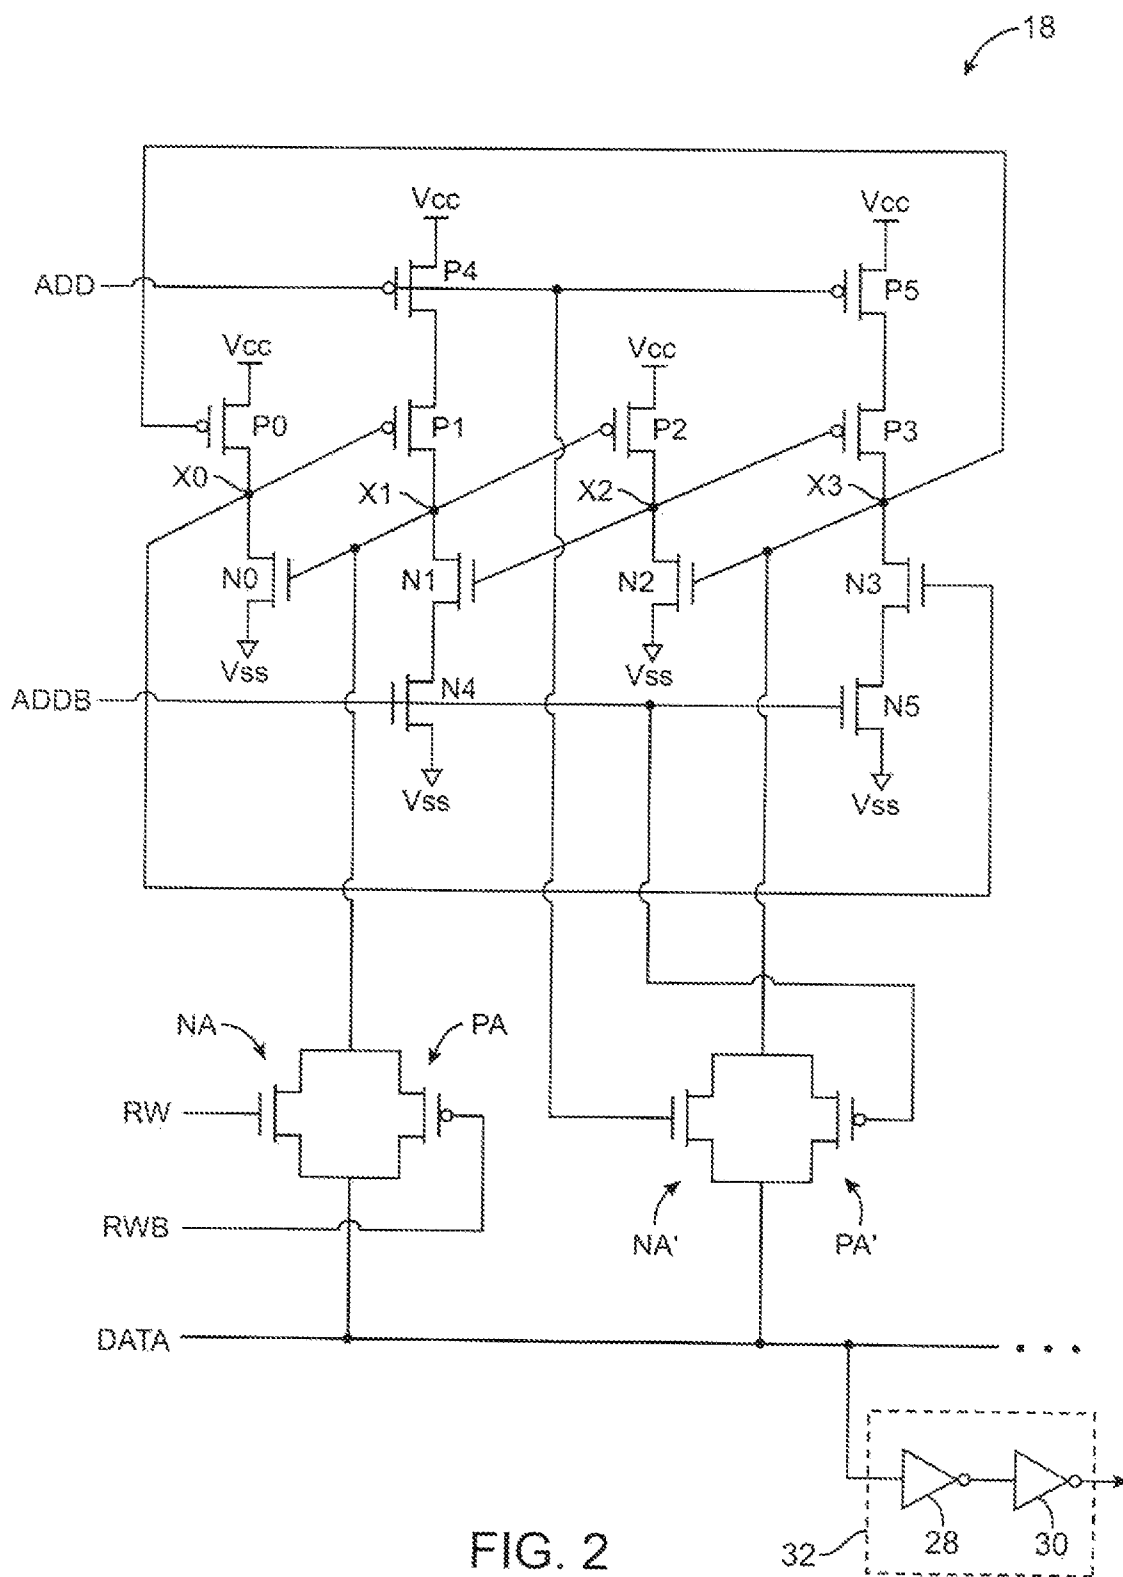 18
Vcc
Vcc
ADD
P4
P5
Vcc
Vcc
P0
P1
P2
P3
X0
X1
X2
X3
N0
N1
N2
N3
Vss
Vss
ADDB
N4
N5
Vss
Vss
NA
PA
RW
RWB
NA'
PA'
DATA
28
30
32
FIG. 2